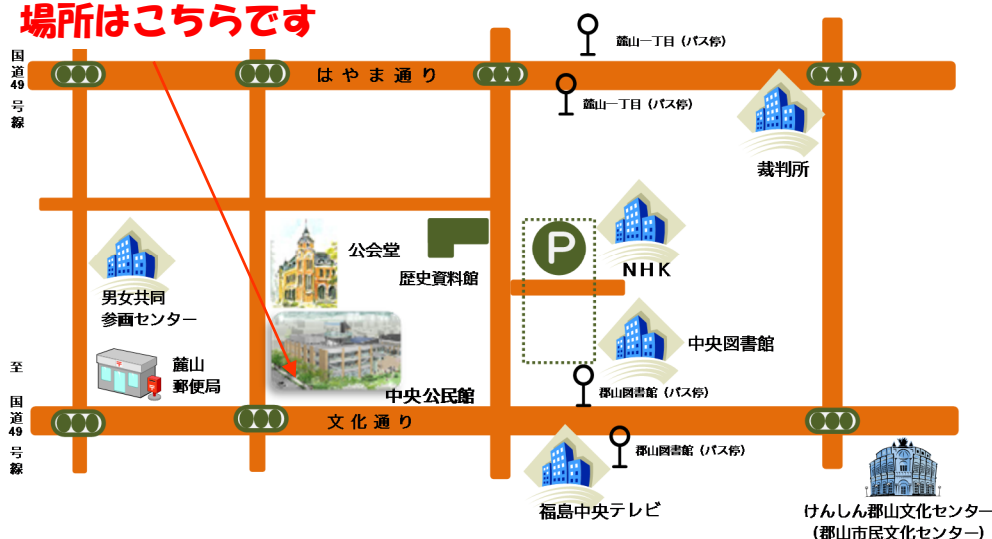 場所はこちらです
国道49号線
はやま通り
麓山一丁目(バス停)
麓山一丁目(バス停)
裁判所
公会堂
歴史資料館
P
NHK
男女共同
参画センター
麓山
郵便局
中央公民館
中央図書館
郡山図書館(バス停)
至
国道49号線
文化通り
郡山図書館(バス停)
福島中央テレビ
けんしん郡山文化センター
(郡山市民文化センター)